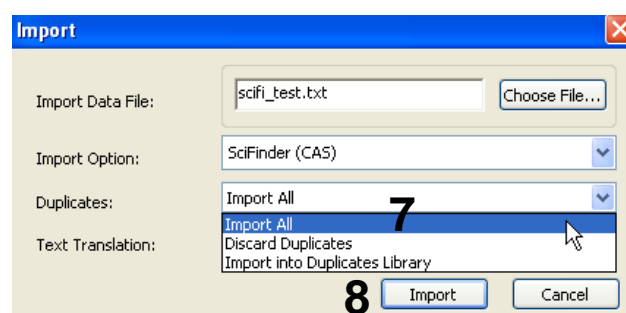 Import
Import Data File: scifi_test.txt Choose File...
Import Option: SciFinder (CAS)
Duplicates: Import All
7
Import All
Text Translation: Discard Duplicates
Import into Duplicates Library
8 Import Cancel